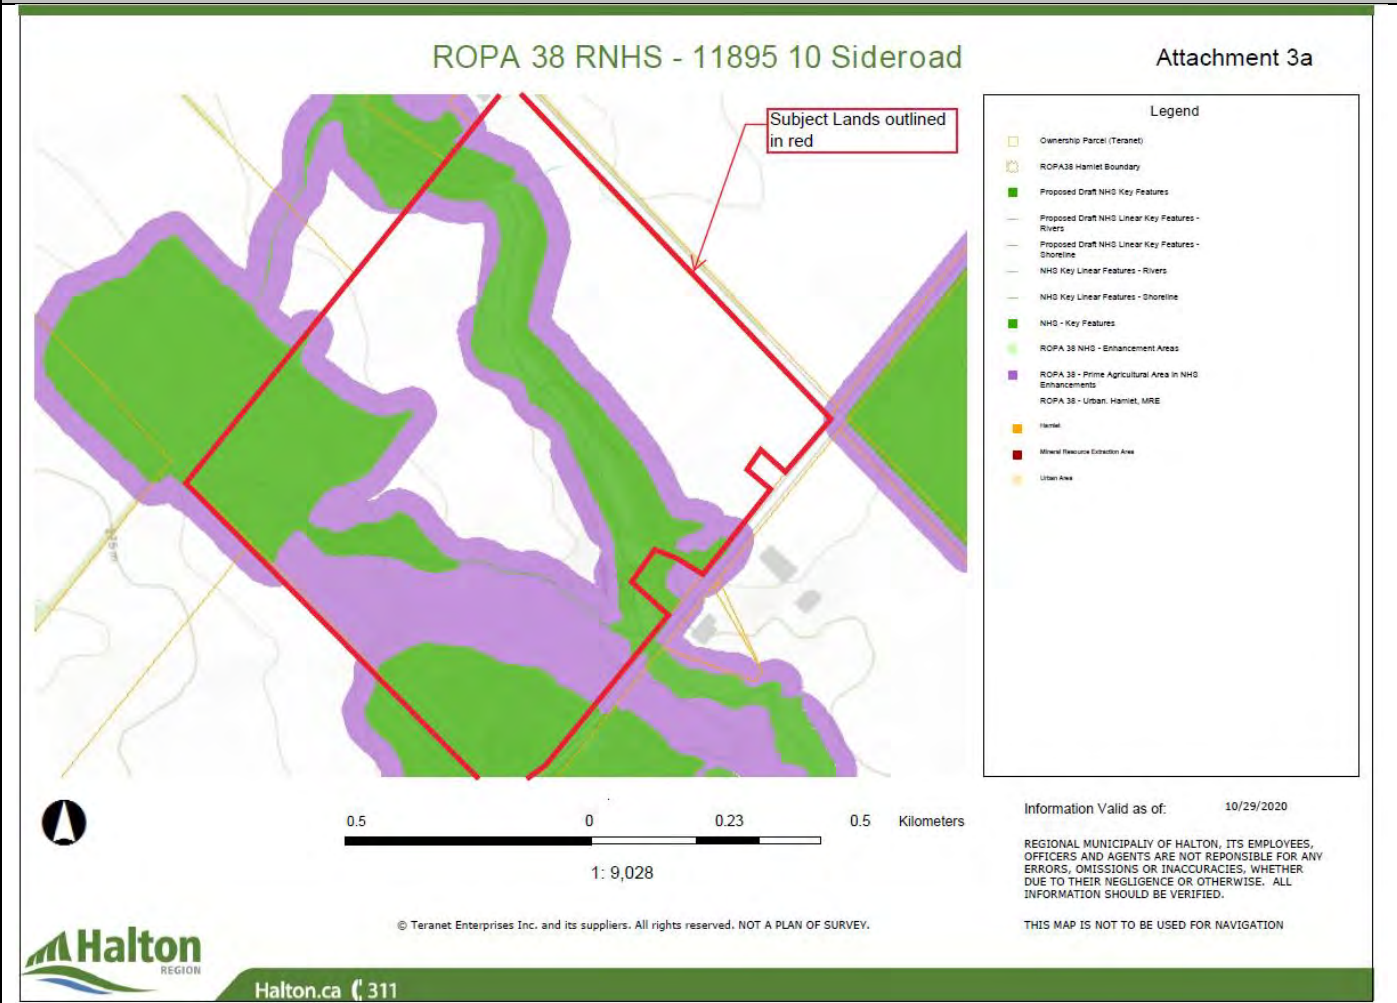 ROPA 38 RNHS - 11895 10 Sideroad
Attachment 3a
Subject Lands outlined
in red
Legend
Ownership Parcel (Teranet)
ROPA38 Hamlet Boundary
Proposed Draft NHS Key Features
Proposed Draft NHS Linear Key Features -
Rivers
Proposed Draft NHS Linear Key Features -
Shoreline
NHS Key Linear Features - Rivers
NHS Key Linear Features - Shoreline
NHS - Key Features
ROPA 38 NHS - Enhancement Areas
ROPA 38 - Prime Agricultural Area in NHS
Enhancements
ROPA 38 - Urban. Hamlet, MRE
Hamlet
Mineral Resource Extraction Area
Urban Area
0.5 0 0.23 0.5 Kilometers
1: 9,028
Information Valid as of: 10/29/2020
REGIONAL MUNICIPALIY OF HALTON, ITS EMPLOYEES,
OFFICERS AND AGENTS ARE NOT REPONSIBLE FOR ANY
ERRORS, OMISSIONS OR INACCURACIES, WHETHER
DUE TO THEIR NEGLIGENCE OR OTHERWISE. ALL
INFORMATION SHOULD BE VERIFIED.
THIS MAP IS NOT TO BE USED FOR NAVIGATION
© Teranet Enterprises Inc. and its suppliers. All rights reserved. NOT A PLAN OF SURVEY.
Halton
REGION
Halton.ca 311